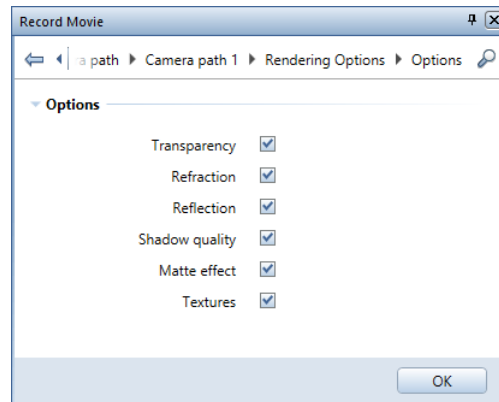 Record Movie
a path Camera path 1 Rendering Options Options
Options
Transparency
Refraction
Reflection
Shadow quality
Matte effect
Textures
OK